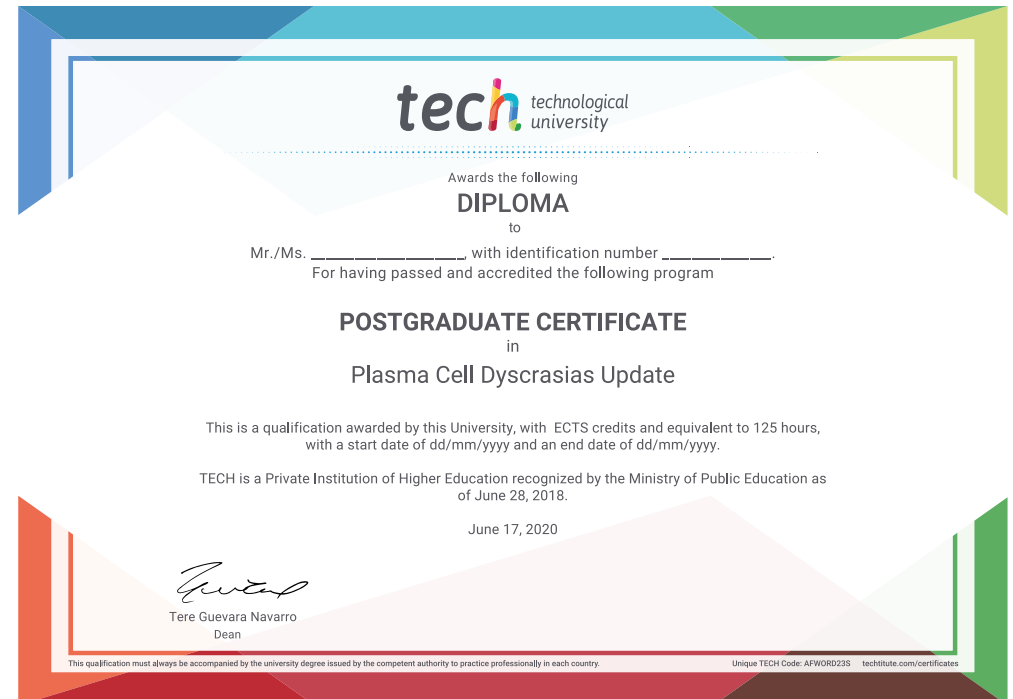 tech technological
university
Awards the following
DIPLOMA
to
Mr./Ms. ______________, with identification number __________.
For having passed and accredited the following program
POSTGRADUATE CERTIFICATE
in
Plasma Cell Dyscrasias Update
This is a qualification awarded by this University, with ECTS credits and equivalent to 125 hours,
with a start date of dd/mm/yyyy and an end date of dd/mm/yyyy.
TECH is a Private Institution of Higher Education recognized by the Ministry of Public Education as
of June 28, 2018.
June 17, 2020
Tere Guevara Navarro
Dean
This qualification must always be accompanied by the university degree issued by the competent authority to practice professionally in each country.
Unique TECH Code: AFWORD23S techtitute.com/certificates